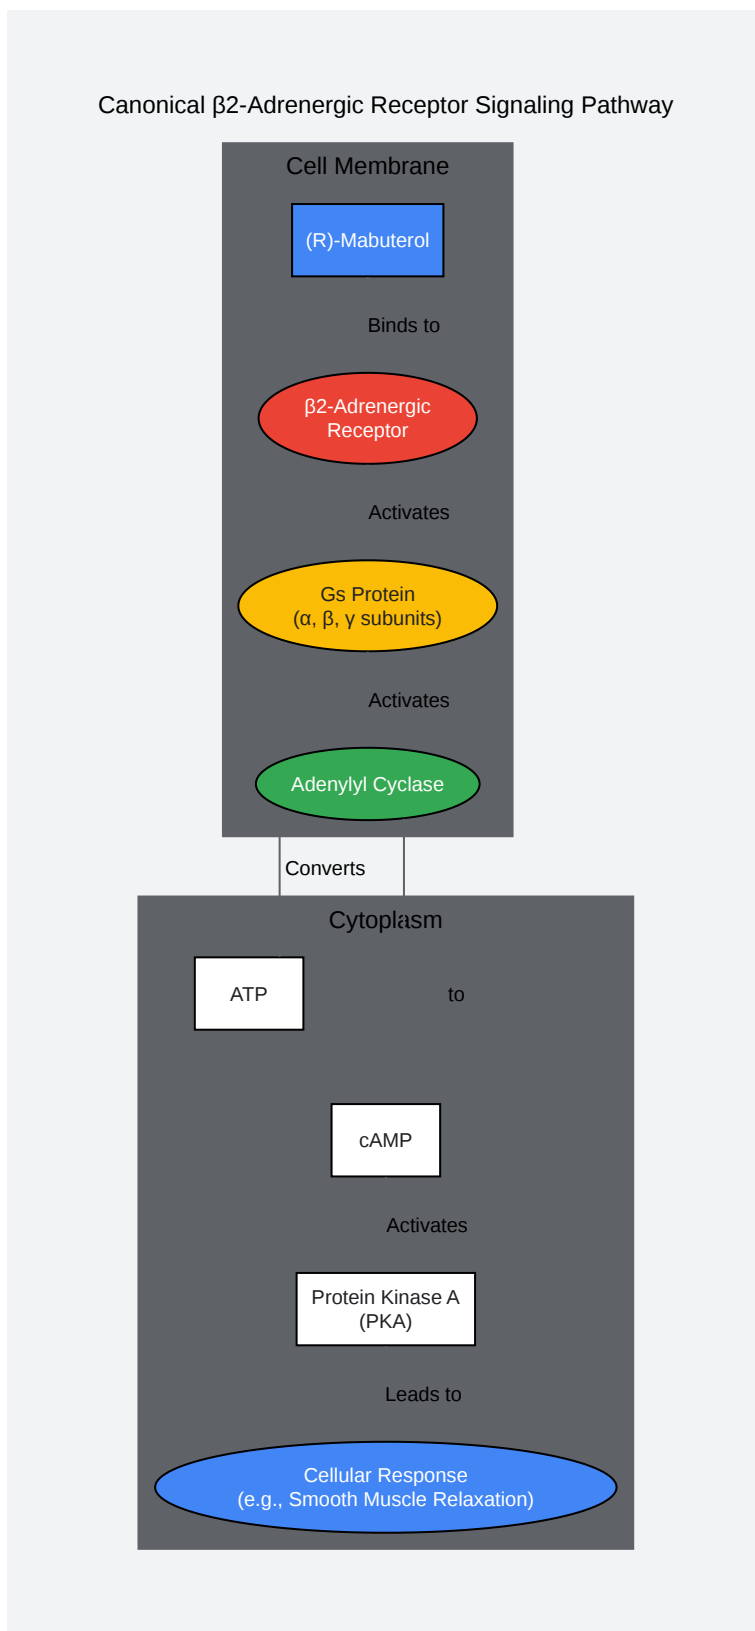 Canonical β2-Adrenergic Receptor Signaling Pathway
Cell Membrane
(R)-Mabuterol
Binds to
β2-Adrenergic
Receptor
Activates
Gs Protein
(α, β, γ subunits)
Activates
Adenylyl Cyclase
Converts
Cytoplasm
ATP
to
cAMP
Activates
Protein Kinase A
(PKA)
Leads to
Cellular Response
(e.g., Smooth Muscle Relaxation)